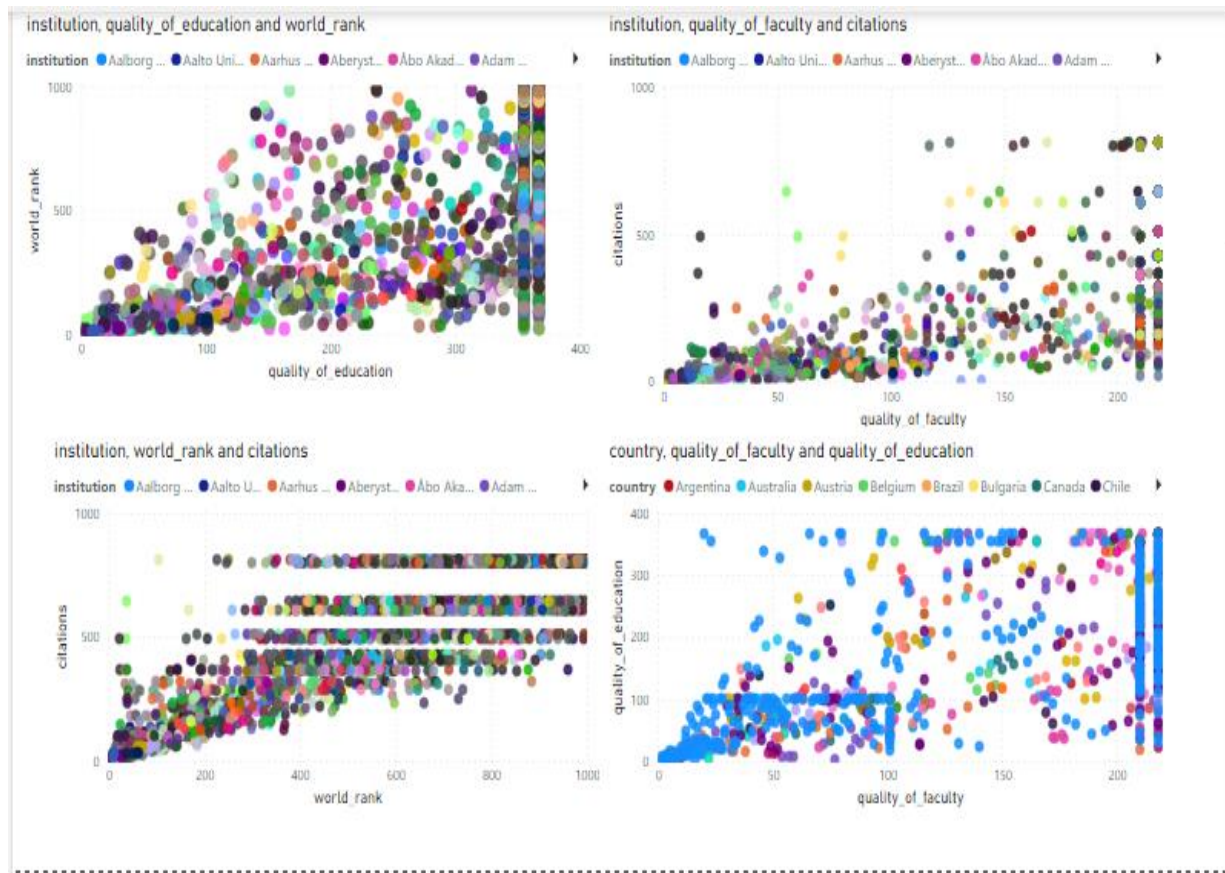 institution, quality_of_education and world_rank
institution Aalborg ... Aalto Uni... Aarhus ... Aberyst... Åbo Akad... Adam ...
1000
500
0
world_rank
0 100 200 300 400
quality_of_education
institution, quality_of_faculty and citations
institution Aalborg ... Aalto Uni... Aarhus ... Aberyst... Åbo Akad... Adam ...
1000
500
0
citations
0 50 100 150 200
quality_of_faculty
institution, world_rank and citations
institution Aalborg ... Aalto U... Aarhus ... Aberyst... Åbo Aka... Adam ...
1000
500
0
citations
0 200 400 600 800 1000
world_rank
country, quality_of_faculty and quality_of_education
country Argentina Australia Austria Belgium Brazil Bulgaria Canada Chile
400
300
200
100
0
quality_of_education
0 50 100 150 200
quality_of_faculty